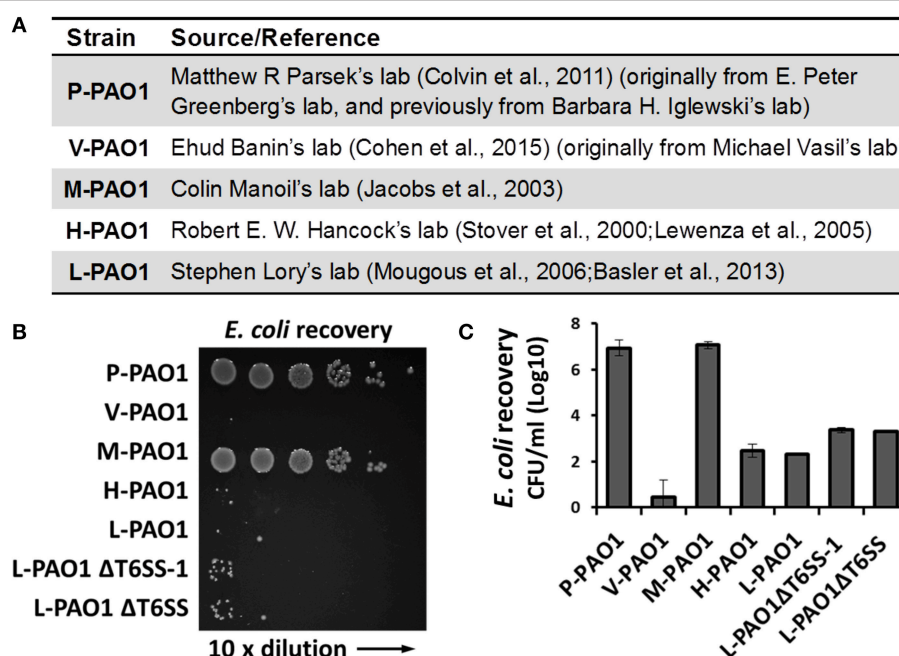 A
Strain Source/Reference
P-PAO1 Matthew R Parsek's lab (Colvin et al., 2011) (originally from E. Peter
Greenberg's lab, and previously from Barbara H. Iglewski's lab)
V-PAO1 Ehud Banin's lab (Cohen et al., 2015) (originally from Michael Vasil's lab
M-PAO1 Colin Manoil's lab (Jacobs et al., 2003)
H-PAO1 Robert E. W. Hancock's lab (Stover et al., 2000;Lewenza et al., 2005)
L-PAO1 Stephen Lory's lab (Mougous et al., 2006;Basler et al., 2013)
B
E. coli recovery
P-PAO1
V-PAO1
M-PAO1
H-PAO1
L-PAO1
L-PAO1 ΔT6SS-1
L-PAO1 ΔT6SS
10 x dilution
C
E. coli recovery
CFU/ml (Log10)
8
6
4
2
0
P-PAO1
V-PAO1
M-PAO1
H-PAO1
L-PAO1
L-PAO1ΔT6SS-1
L-PAO1ΔT6SS